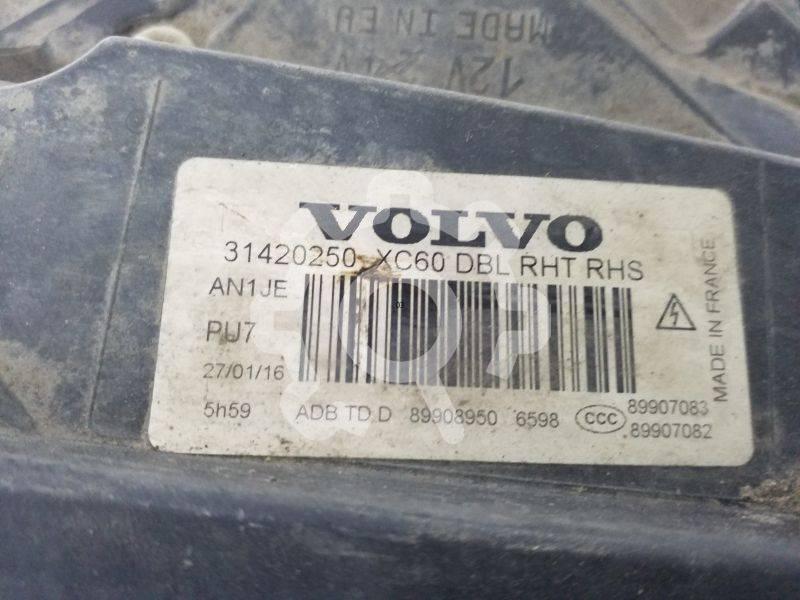 MADE IN EU
12V 24V
VOLVO
31420250 XC60 DBL RHT RHS
AN1JE
PU7
27/01/16
5h59 ADB TD D 89908950 6598 CCC 89907083
.89907082
MADE IN FRANCE